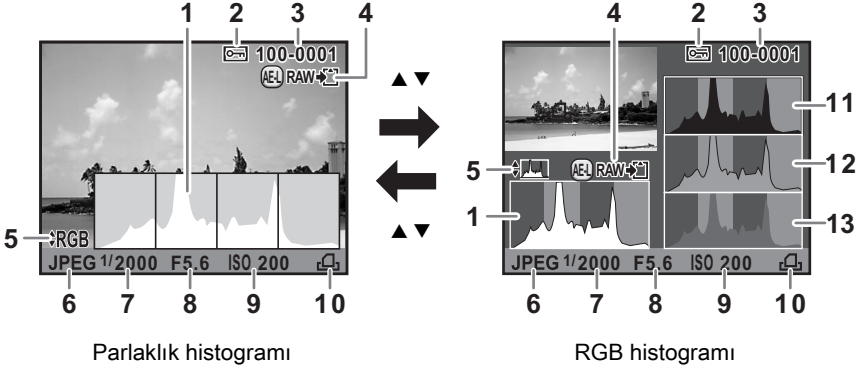 1 2 3 4
100-0001
AE-L RAW
5 RGB
JPEG 1/2000 F5.6 ISO 200
6 7 8 9 10
Parlaklık histogramı
▲▼
▲▼
4 2 3
100-0001
11
5 AE-L RAW
12
1
13
JPEG 1/2000 F5.6 ISO 200
6 7 8 9 10
RGB histogramı